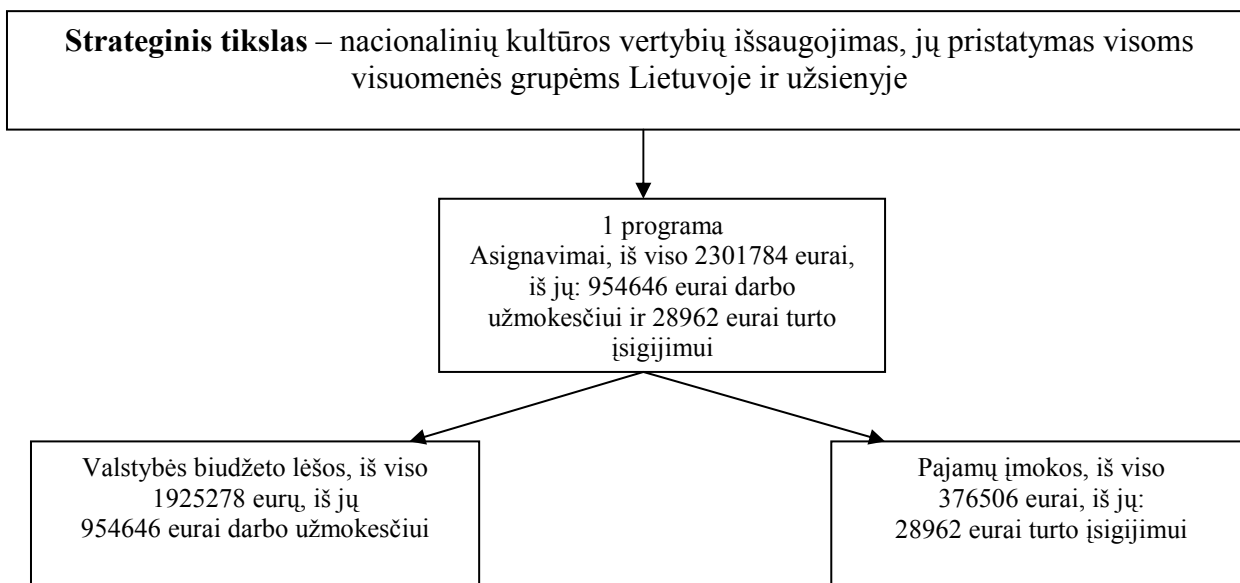 Strateginis tikslas – nacionalinių kultūros vertybių išsaugojimas, jų pristatymas visoms
visuomenės grupėms Lietuvoje ir užsienyje
1 programa
Asignavimai, iš viso 2301784 eurai,
iš jų: 954646 eurai darbo
užmokesčiui ir 28962 eurai turto
įsigijimui
Valstybės biudžeto lėšos, iš viso
1925278 eurų, iš jų
954646 eurai darbo užmokesčiui
Pajamų įmokos, iš viso
376506 eurai, iš jų:
28962 eurai turto įsigijimui